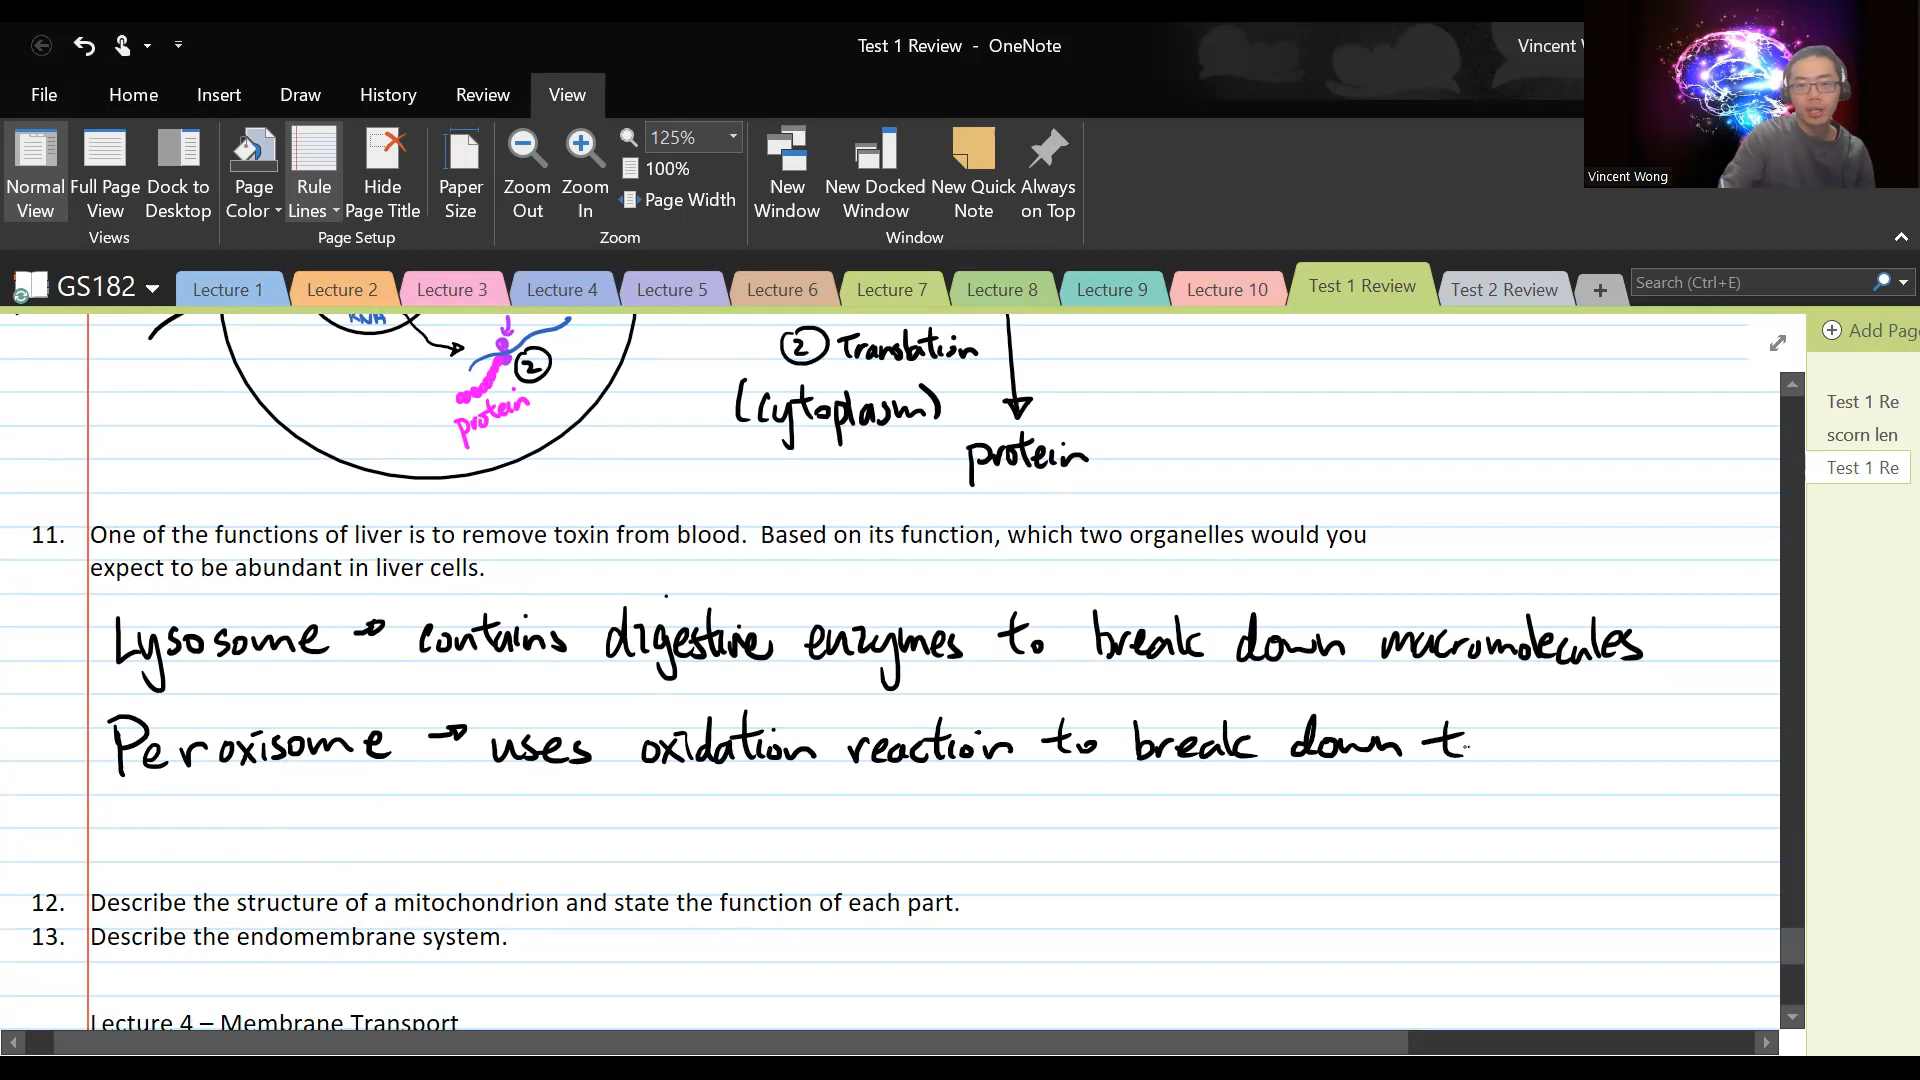 Test 1 Review - OneNote
Vincent W
File Home Insert Draw History Review View
Normal View
Full Page View
Dock to Desktop
Page Color
Rule Lines
Hide Page Title
Paper Size
Zoom Out
Zoom In
125%
100%
Page Width
New Window
New Docked Window
New Quick Note
Always on Top
Vincent Wong
Views Page Setup Zoom Window
GS182 Lecture 1 Lecture 2 Lecture 3 Lecture 4 Lecture 5 Lecture 6 Lecture 7 Lecture 8 Lecture 9 Lecture 10 Test 1 Review Test 2 Review Search (Ctrl+E)
Add Pag
Test 1 Re
scorn len
Test 1 Re
RNA
2
protein
2 Translation
(cytoplasm)
protein
11. One of the functions of liver is to remove toxin from blood. Based on its function, which two organelles would you
expect to be abundant in liver cells.
Lysosome → contains digestive enzymes to break down macromolecules
Peroxisome → uses oxidation reaction to break down t
12. Describe the structure of a mitochondrion and state the function of each part.
13. Describe the endomembrane system.
Lecture 4 – Membrane Transport